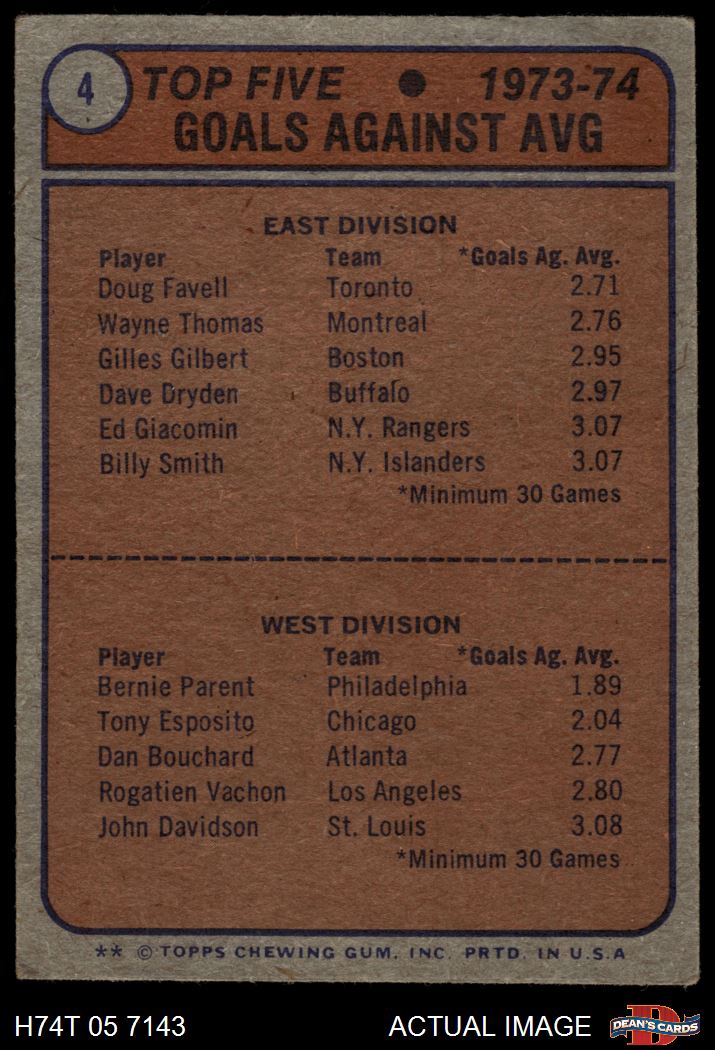 4
TOP FIVE ● 1973-74
GOALS AGAINST AVG
EAST DIVISION
Player Team *Goals Ag. Avg.
Doug Favell Toronto 2.71
Wayne Thomas Montreal 2.76
Gilles Gilbert Boston 2.95
Dave Dryden Buffalo 2.97
Ed Giacomin N.Y. Rangers 3.07
Billy Smith N.Y. Islanders 3.07
*Minimum 30 Games
WEST DIVISION
Player Team *Goals Ag. Avg.
Bernie Parent Philadelphia 1.89
Tony Esposito Chicago 2.04
Dan Bouchard Atlanta 2.77
Rogatien Vachon Los Angeles 2.80
John Davidson St. Louis 3.08
*Minimum 30 Games
** © TOPPS CHEWING GUM, INC. PRTD. IN U.S.A
H74T 05 7143 ACTUAL IMAGE D DEAN'S CARDS